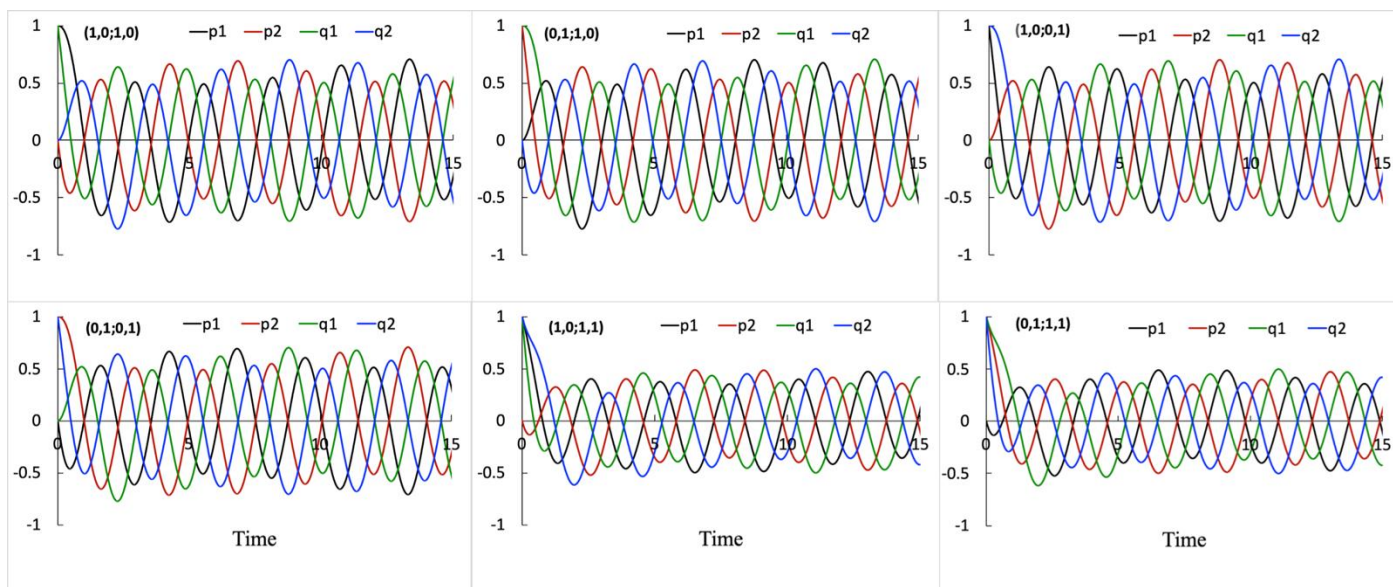 (1,0;1,0) p1 p2 q1 q2
1
0.5
0
-0.5
-1
0 5 10 15
(0,1;1,0) p1 p2 q1 q2
1
0.5
0
-0.5
-1
0 5 10 15
(1,0;0,1) p1 p2 q1 q2
1
0.5
0
-0.5
-1
0 5 10 15
(0,1;0,1) p1 p2 q1 q2
1
0.5
0
-0.5
-1
0 5 10 15
Time
(1,0;1,1) p1 p2 q1 q2
1
0.5
0
-0.5
-1
0 5 10 15
Time
(0,1;1,1) p1 p2 q1 q2
1
0.5
0
-0.5
-1
0 5 10 15
Time